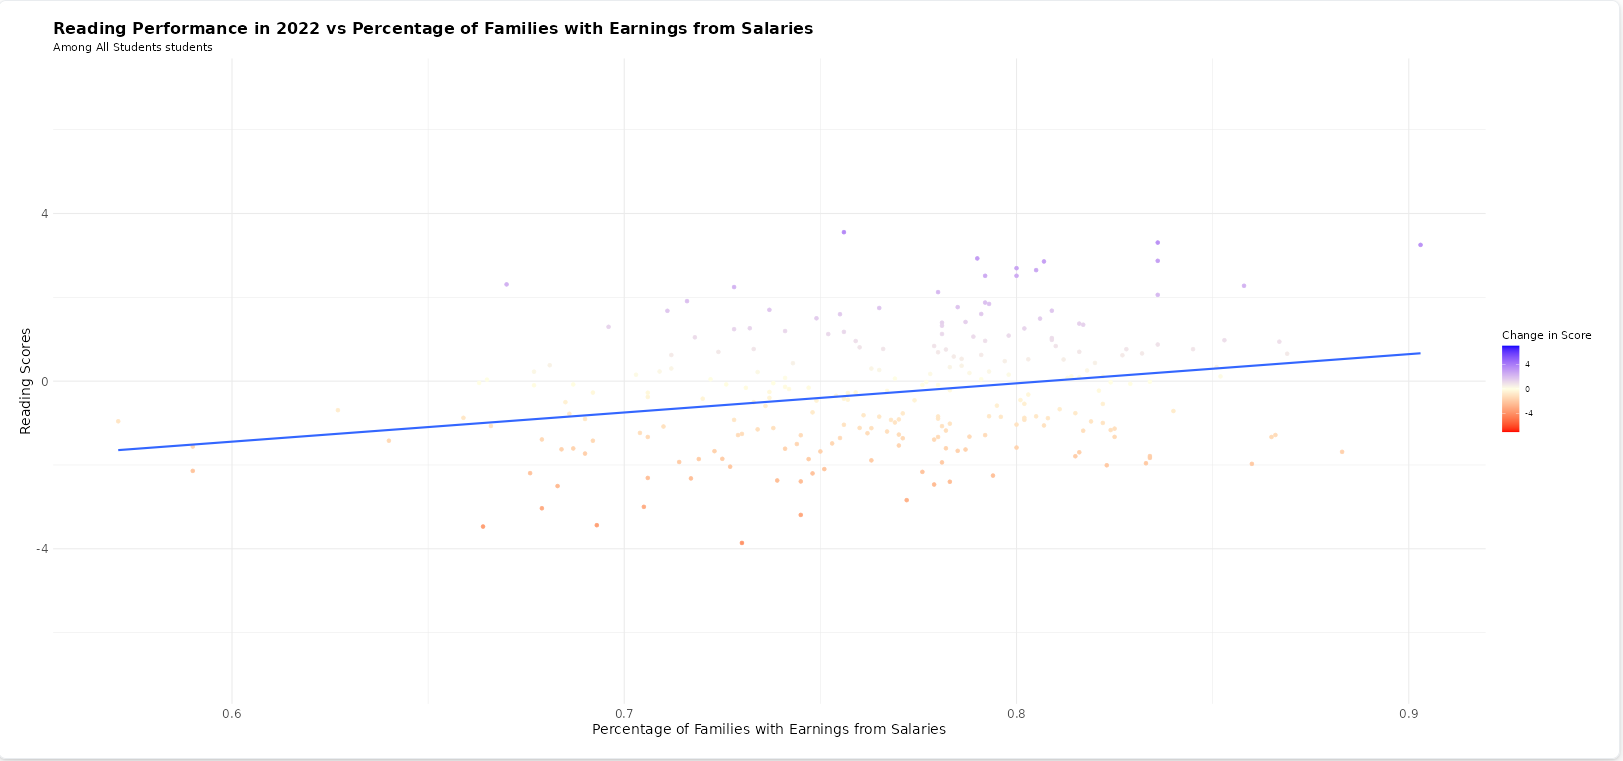 Reading Performance in 2022 vs Percentage of Families with Earnings from Salaries
Among All Students students
Reading Scores
4
0
-4
0.6
0.7
0.8
0.9
Percentage of Families with Earnings from Salaries
Change in Score
4
0
-4